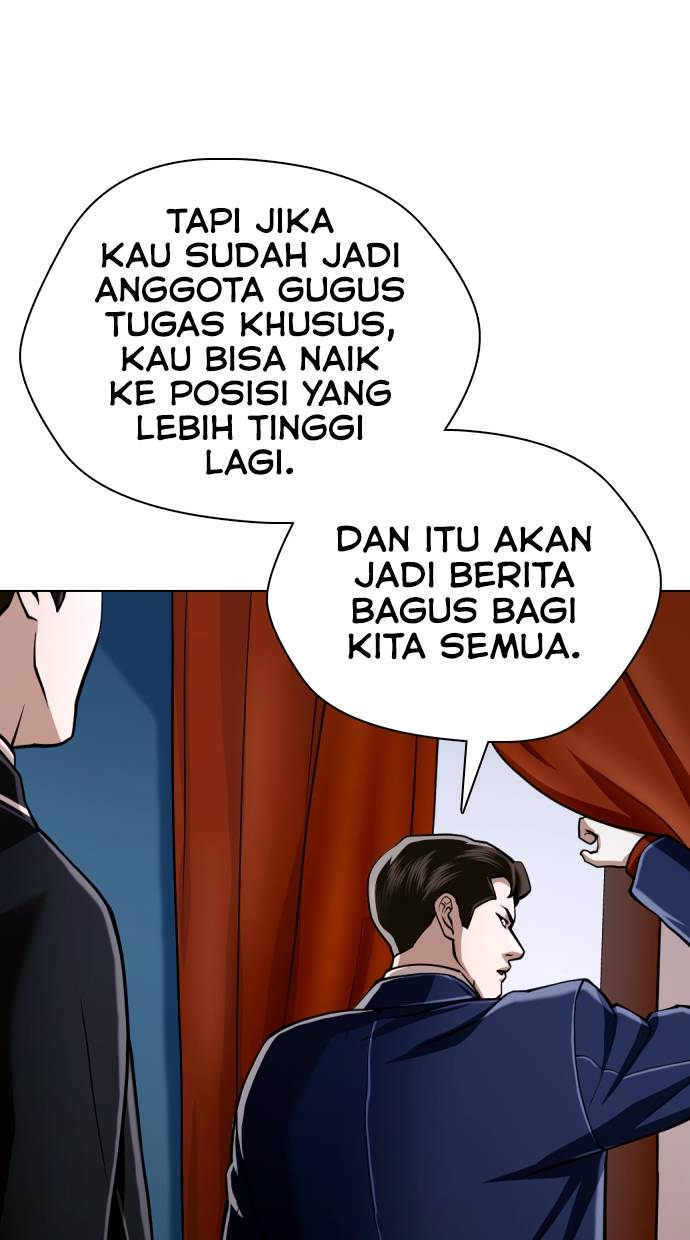 TAPI JIKA
KAU SUDAH JADI
ANGGOTA GUGUS
TUGAS KHUSUS,
KAU BISA NAIK
KE POSISI YANG
LEBIH TINGGI
LAGI.
DAN ITU AKAN
JADI BERITA
BAGUS BAGI
KITA SEMUA.